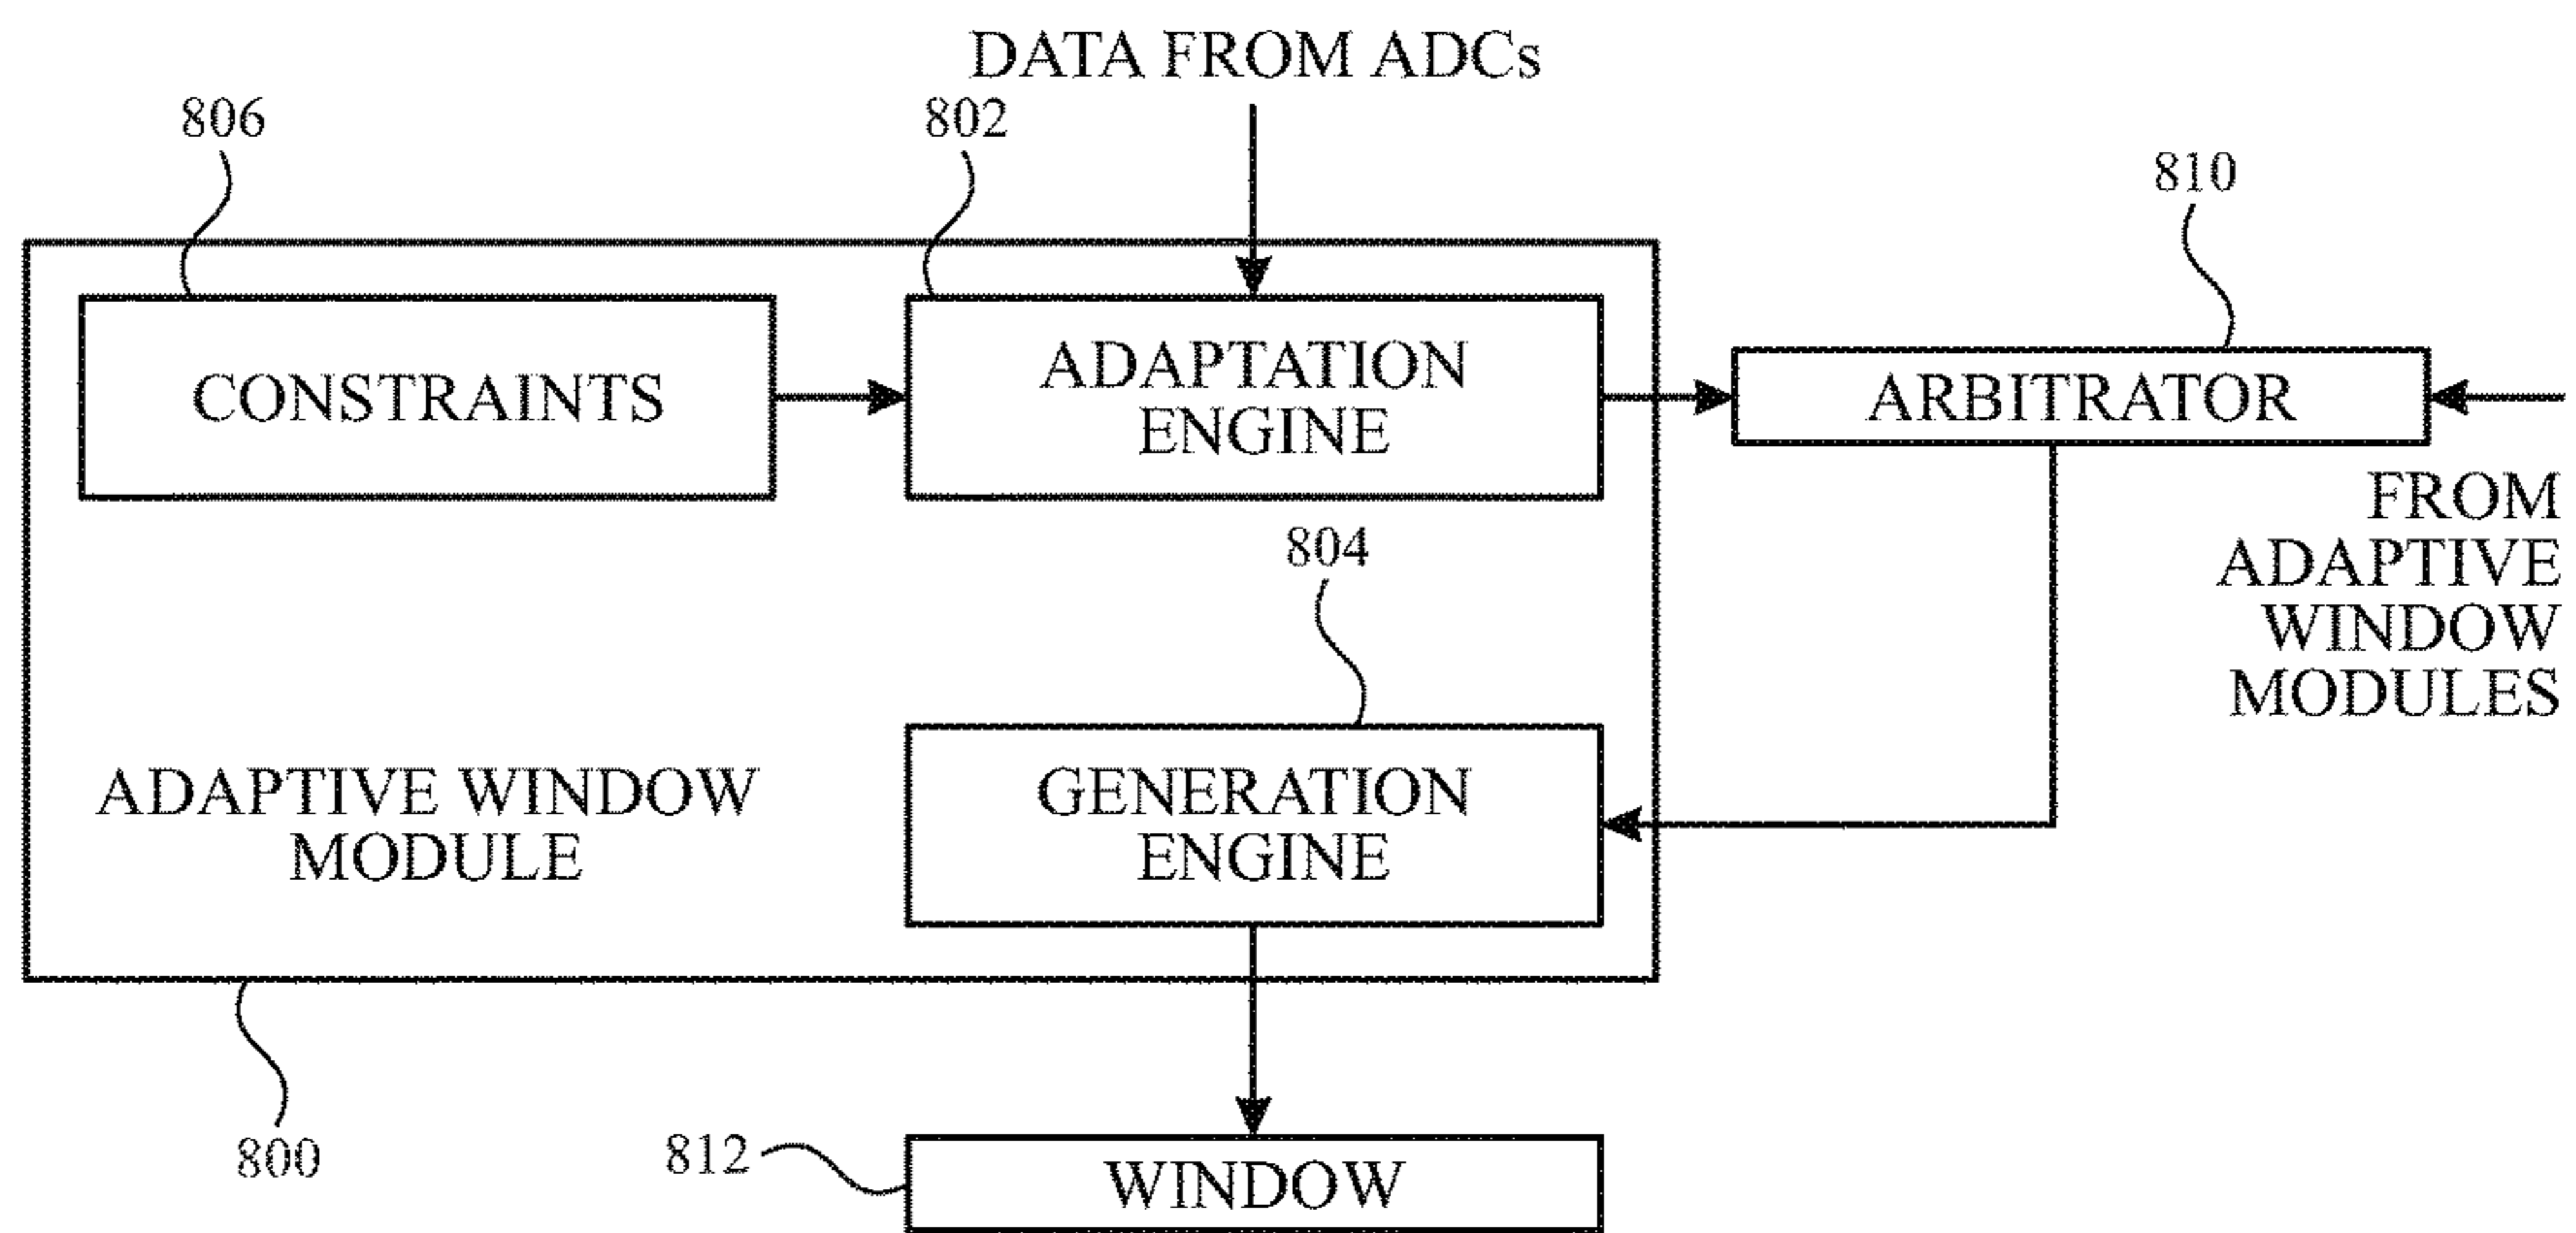 DATA FROM ADCs
806
802
810
CONSTRAINTS
ADAPTATION
ENGINE
ARBITRATOR
FROM
ADAPTIVE
WINDOW
MODULES
804
ADAPTIVE WINDOW
MODULE
GENERATION
ENGINE
800
812
WINDOW